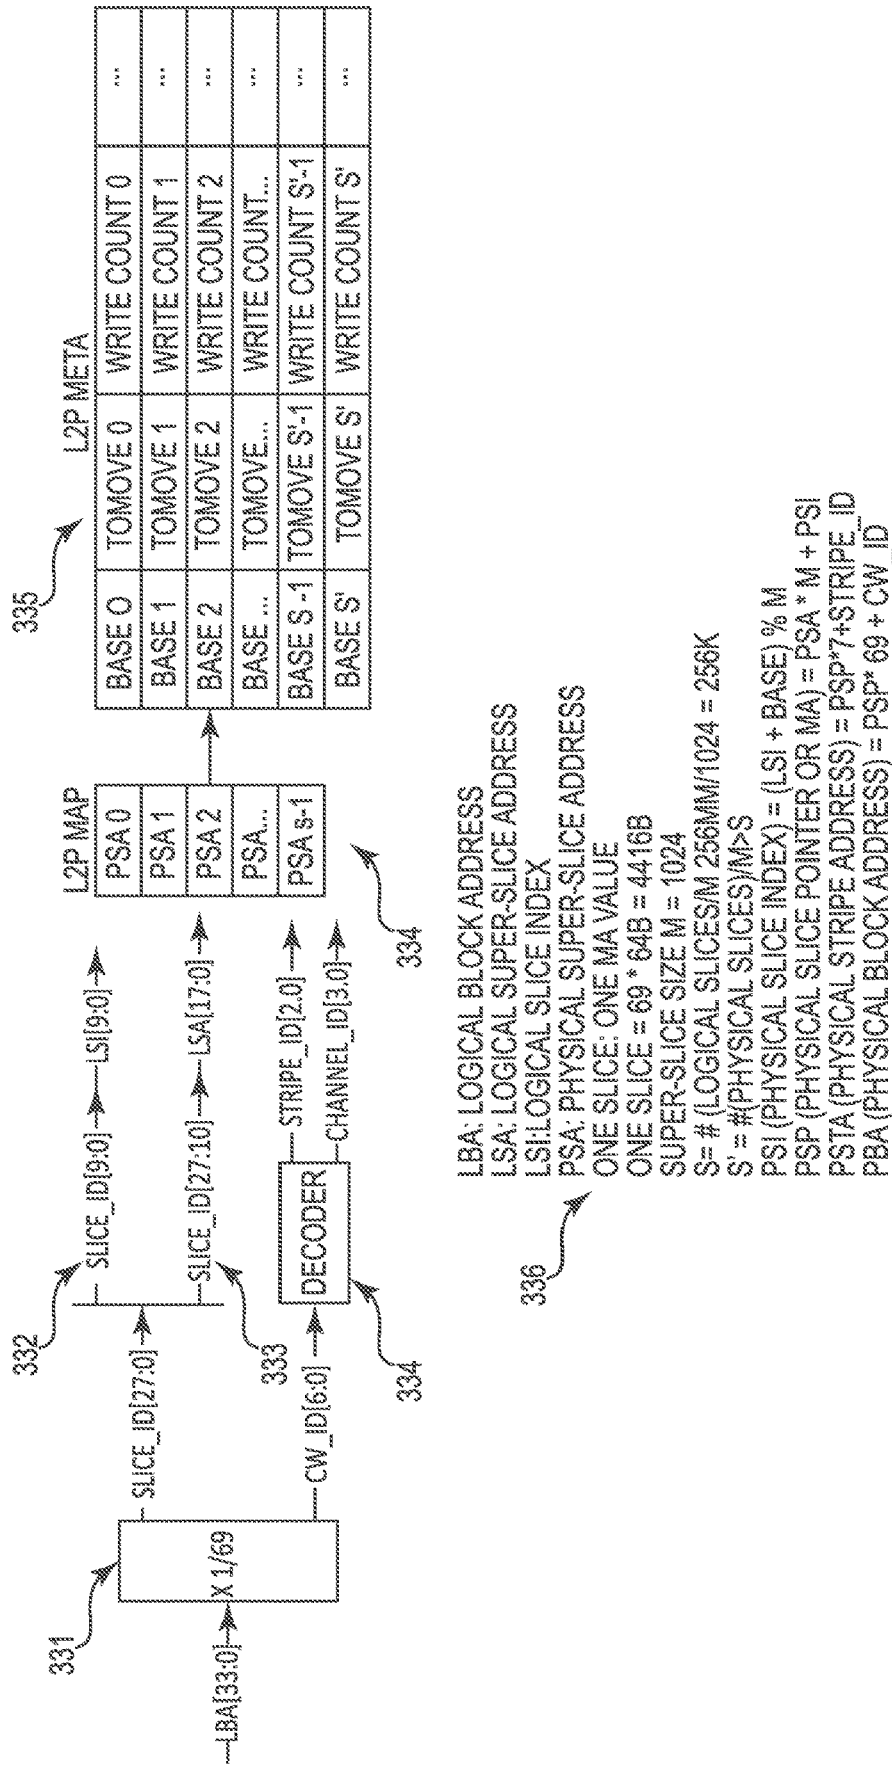 331
LBA[33:0]
X 1/69
SLICE_ID[27:0]
CW_ID[6:0]
332
SLICE_ID[9:0]
LSI[9:0]
SLICE_ID[27:10]
LSA[17:0]
333
DECODER
334
STRIPE_ID[2.0]
CHANNEL_ID[3.0]
L2P MAP
PSA 0
PSA 1
PSA 2
PSA...
PSA s-1
334
335
L2P META
BASE O TOMOVE 0 WRITE COUNT 0 ...
BASE 1 TOMOVE 1 WRITE COUNT 1 ...
BASE 2 TOMOVE 2 WRITE COUNT 2 ...
BASE ... TOMOVE... WRITE COUNT... ...
BASE S'-1 TOMOVE S'-1 WRITE COUNT S'-1 ...
BASE S' TOMOVE S' WRITE COUNT S' ...
336
LBA: LOGICAL BLOCK ADDRESS
LSA: LOGICAL SUPER-SLICE ADDRESS
LSI:LOGICAL SLICE INDEX
PSA: PHYSICAL SUPER-SLICE ADDRESS
ONE SLICE: ONE MA VALUE
ONE SLICE = 69 * 64B = 4416B
SUPER-SLICE SIZE M = 1024
S= # (LOGICAL SLICES/M 256MM/1024 = 256K
S' = #(PHYSICAL SLICES)/M>S
PSI (PHYSICAL SLICE INDEX) = (LSI + BASE) % M
PSP (PHYSICAL SLICE POINTER OR MA) = PSA * M + PSI
PSTA (PHYSICAL STRIPE ADDRESS) = PSP*7+STRIPE_ID
PBA (PHYSICAL BLOCK ADDRESS) = PSP* 69 + CW_ID